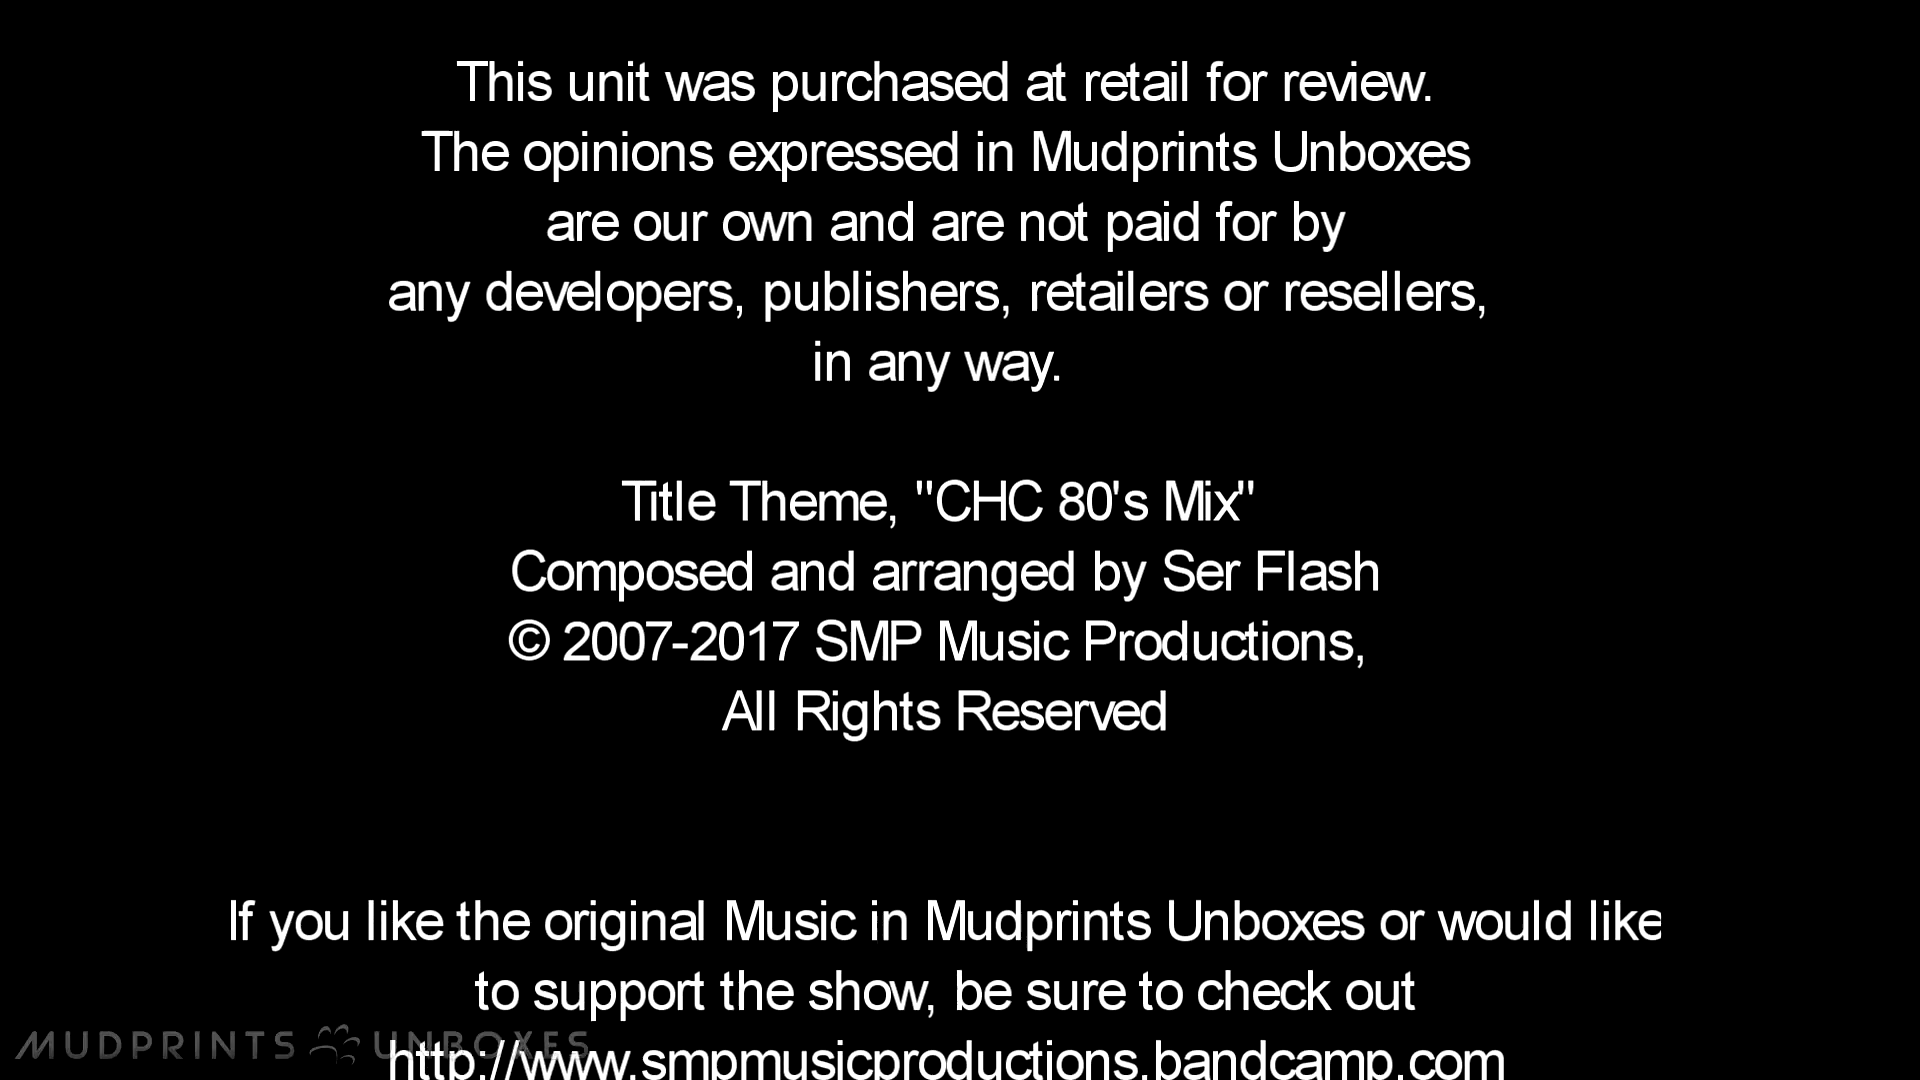 This unit was purchased at retail for review.
The opinions expressed in Mudprints Unboxes
are our own and are not paid for by
any developers, publishers, retailers or resellers,
in any way.
Title Theme, "CHC 80's Mix"
Composed and arranged by Ser Flash
© 2007-2017 SMP Music Productions,
All Rights Reserved
If you like the original Music in Mudprints Unboxes or would like
to support the show, be sure to check out
http://www.smpmusicproductions.bandcamp.com
MUDPRINTS UNBOXES